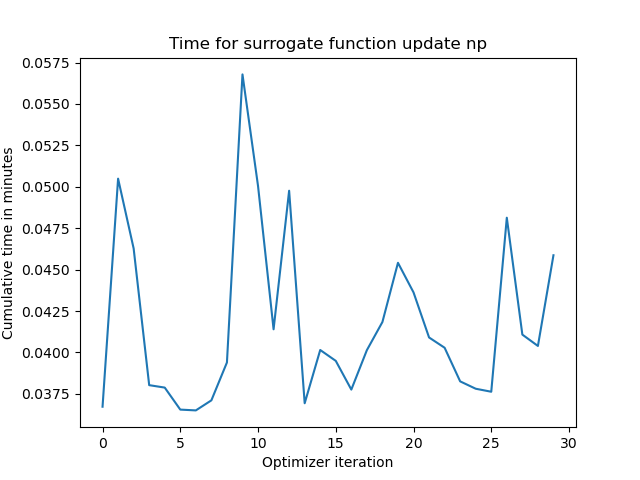 Time for surrogate function update np
Cumulative time in minutes
0.0575
0.0550
0.0525
0.0500
0.0475
0.0450
0.0425
0.0400
0.0375
0 5 10 15 20 25 30
Optimizer iteration